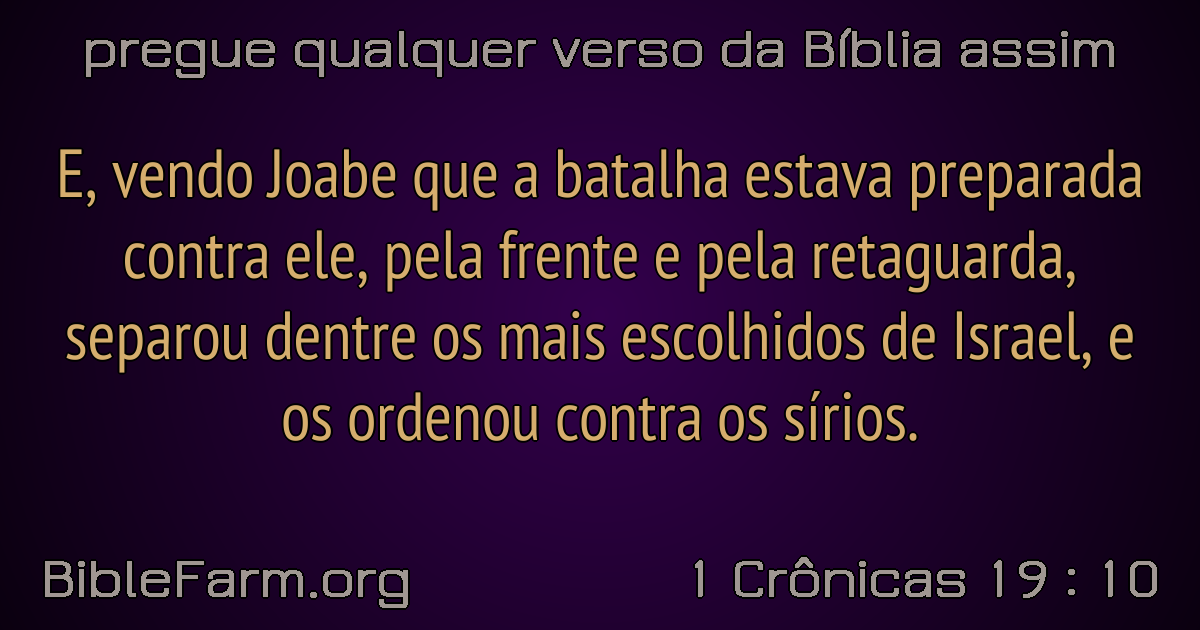 pregue qualquer verso da Bíblia assim
E, vendo Joabe que a batalha estava preparada
contra ele, pela frente e pela retaguarda,
separou dentre os mais escolhidos de Israel, e
os ordenou contra os sírios.
BibleFarm.org
1 Crônicas 19 : 10